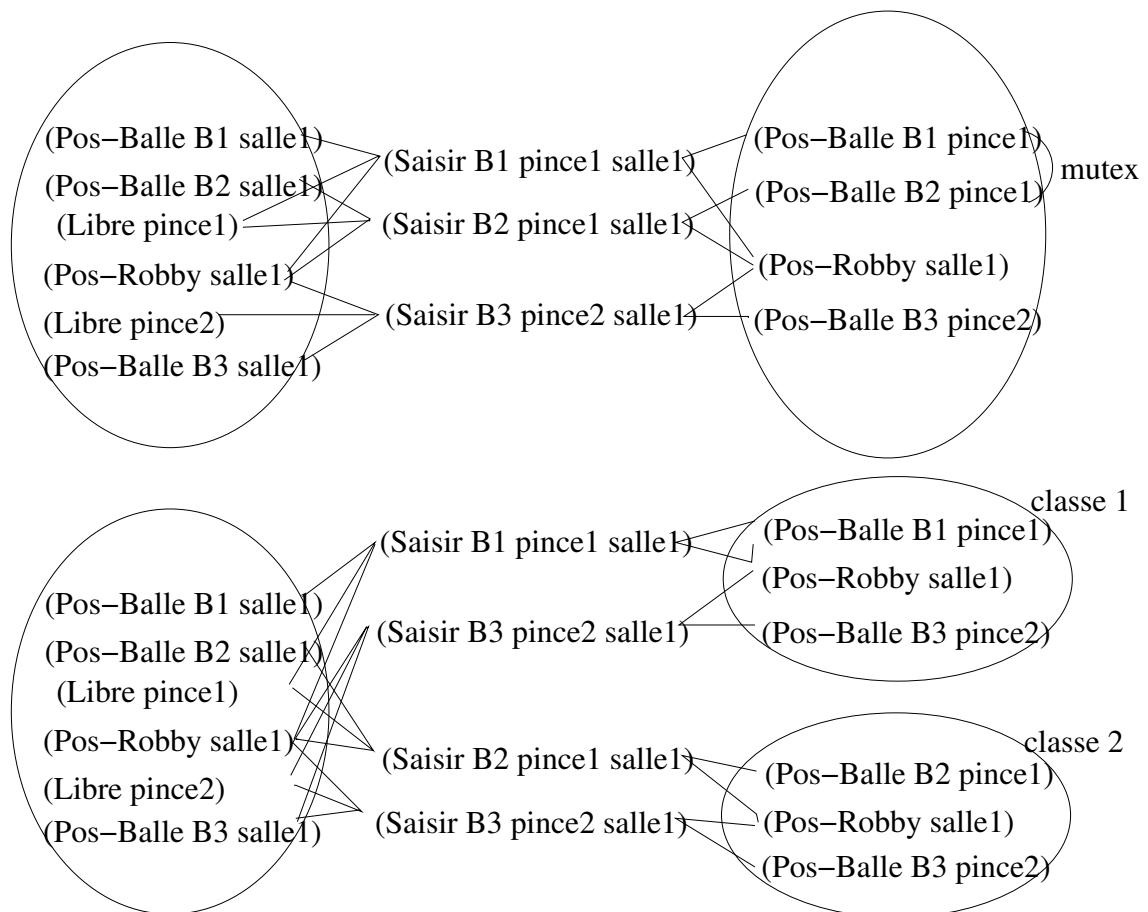 (Pos−Balle B1 salle1)
(Pos−Balle B2 salle1)
(Libre pince1)
(Pos−Robby salle1)
(Libre pince2)
(Pos−Balle B3 salle1)
(Saisir B1 pince1 salle1)
(Saisir B2 pince1 salle1)
(Saisir B3 pince2 salle1)
(Pos−Balle B1 pince1)
(Pos−Balle B2 pince1)
(Pos−Robby salle1)
(Pos−Balle B3 pince2)
mutex
(Pos−Balle B1 salle1)
(Pos−Balle B2 salle1)
(Libre pince1)
(Pos−Robby salle1)
(Libre pince2)
(Pos−Balle B3 salle1)
(Saisir B1 pince1 salle1)
(Saisir B3 pince2 salle1)
(Saisir B2 pince1 salle1)
(Saisir B3 pince2 salle1)
classe 1
(Pos−Balle B1 pince1)
(Pos−Robby salle1)
(Pos−Balle B3 pince2)
classe 2
(Pos−Balle B2 pince1)
(Pos−Robby salle1)
(Pos−Balle B3 pince2)